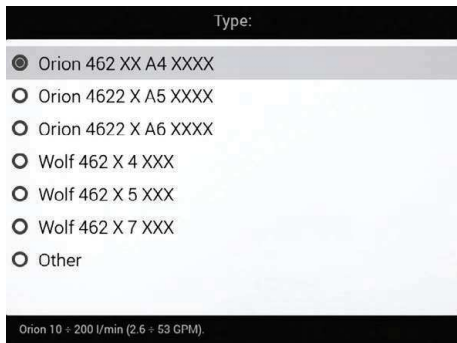 Type:
Orion 462 XX A4 XXXX
Orion 4622 X A5 XXXX
Orion 4622 X A6 XXXX
Wolf 462 X 4 XXX
Wolf 462 X 5 XXX
Wolf 462 X 7 XXX
Other
Orion 10 ÷ 200 l/min (2.6 ÷ 53 GPM).